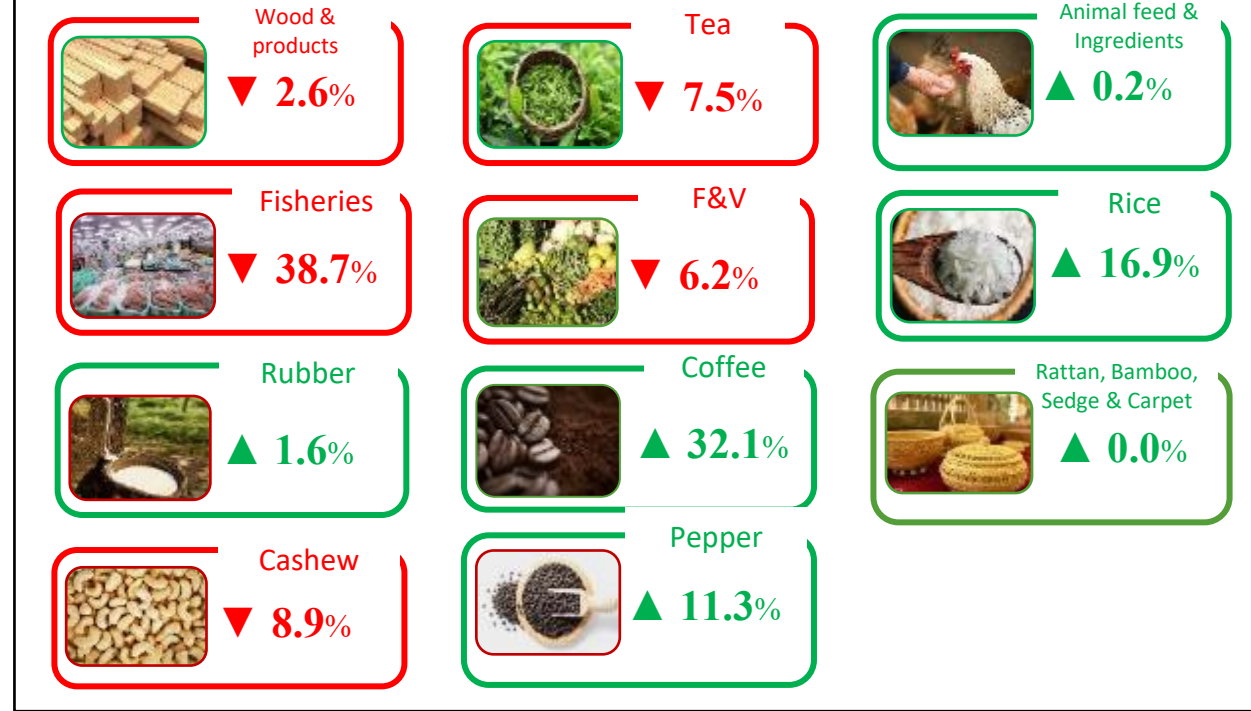 Wood &
products
▼ 2.6%
Tea
▼ 7.5%
Animal feed &
Ingredients
▲ 0.2%
Fisheries
▼ 38.7%
F&V
▼ 6.2%
Rice
▲ 16.9%
Rubber
▲ 1.6%
Coffee
▲ 32.1%
Rattan, Bamboo,
Sedge & Carpet
▲ 0.0%
Cashew
▼ 8.9%
Pepper
▲ 11.3%